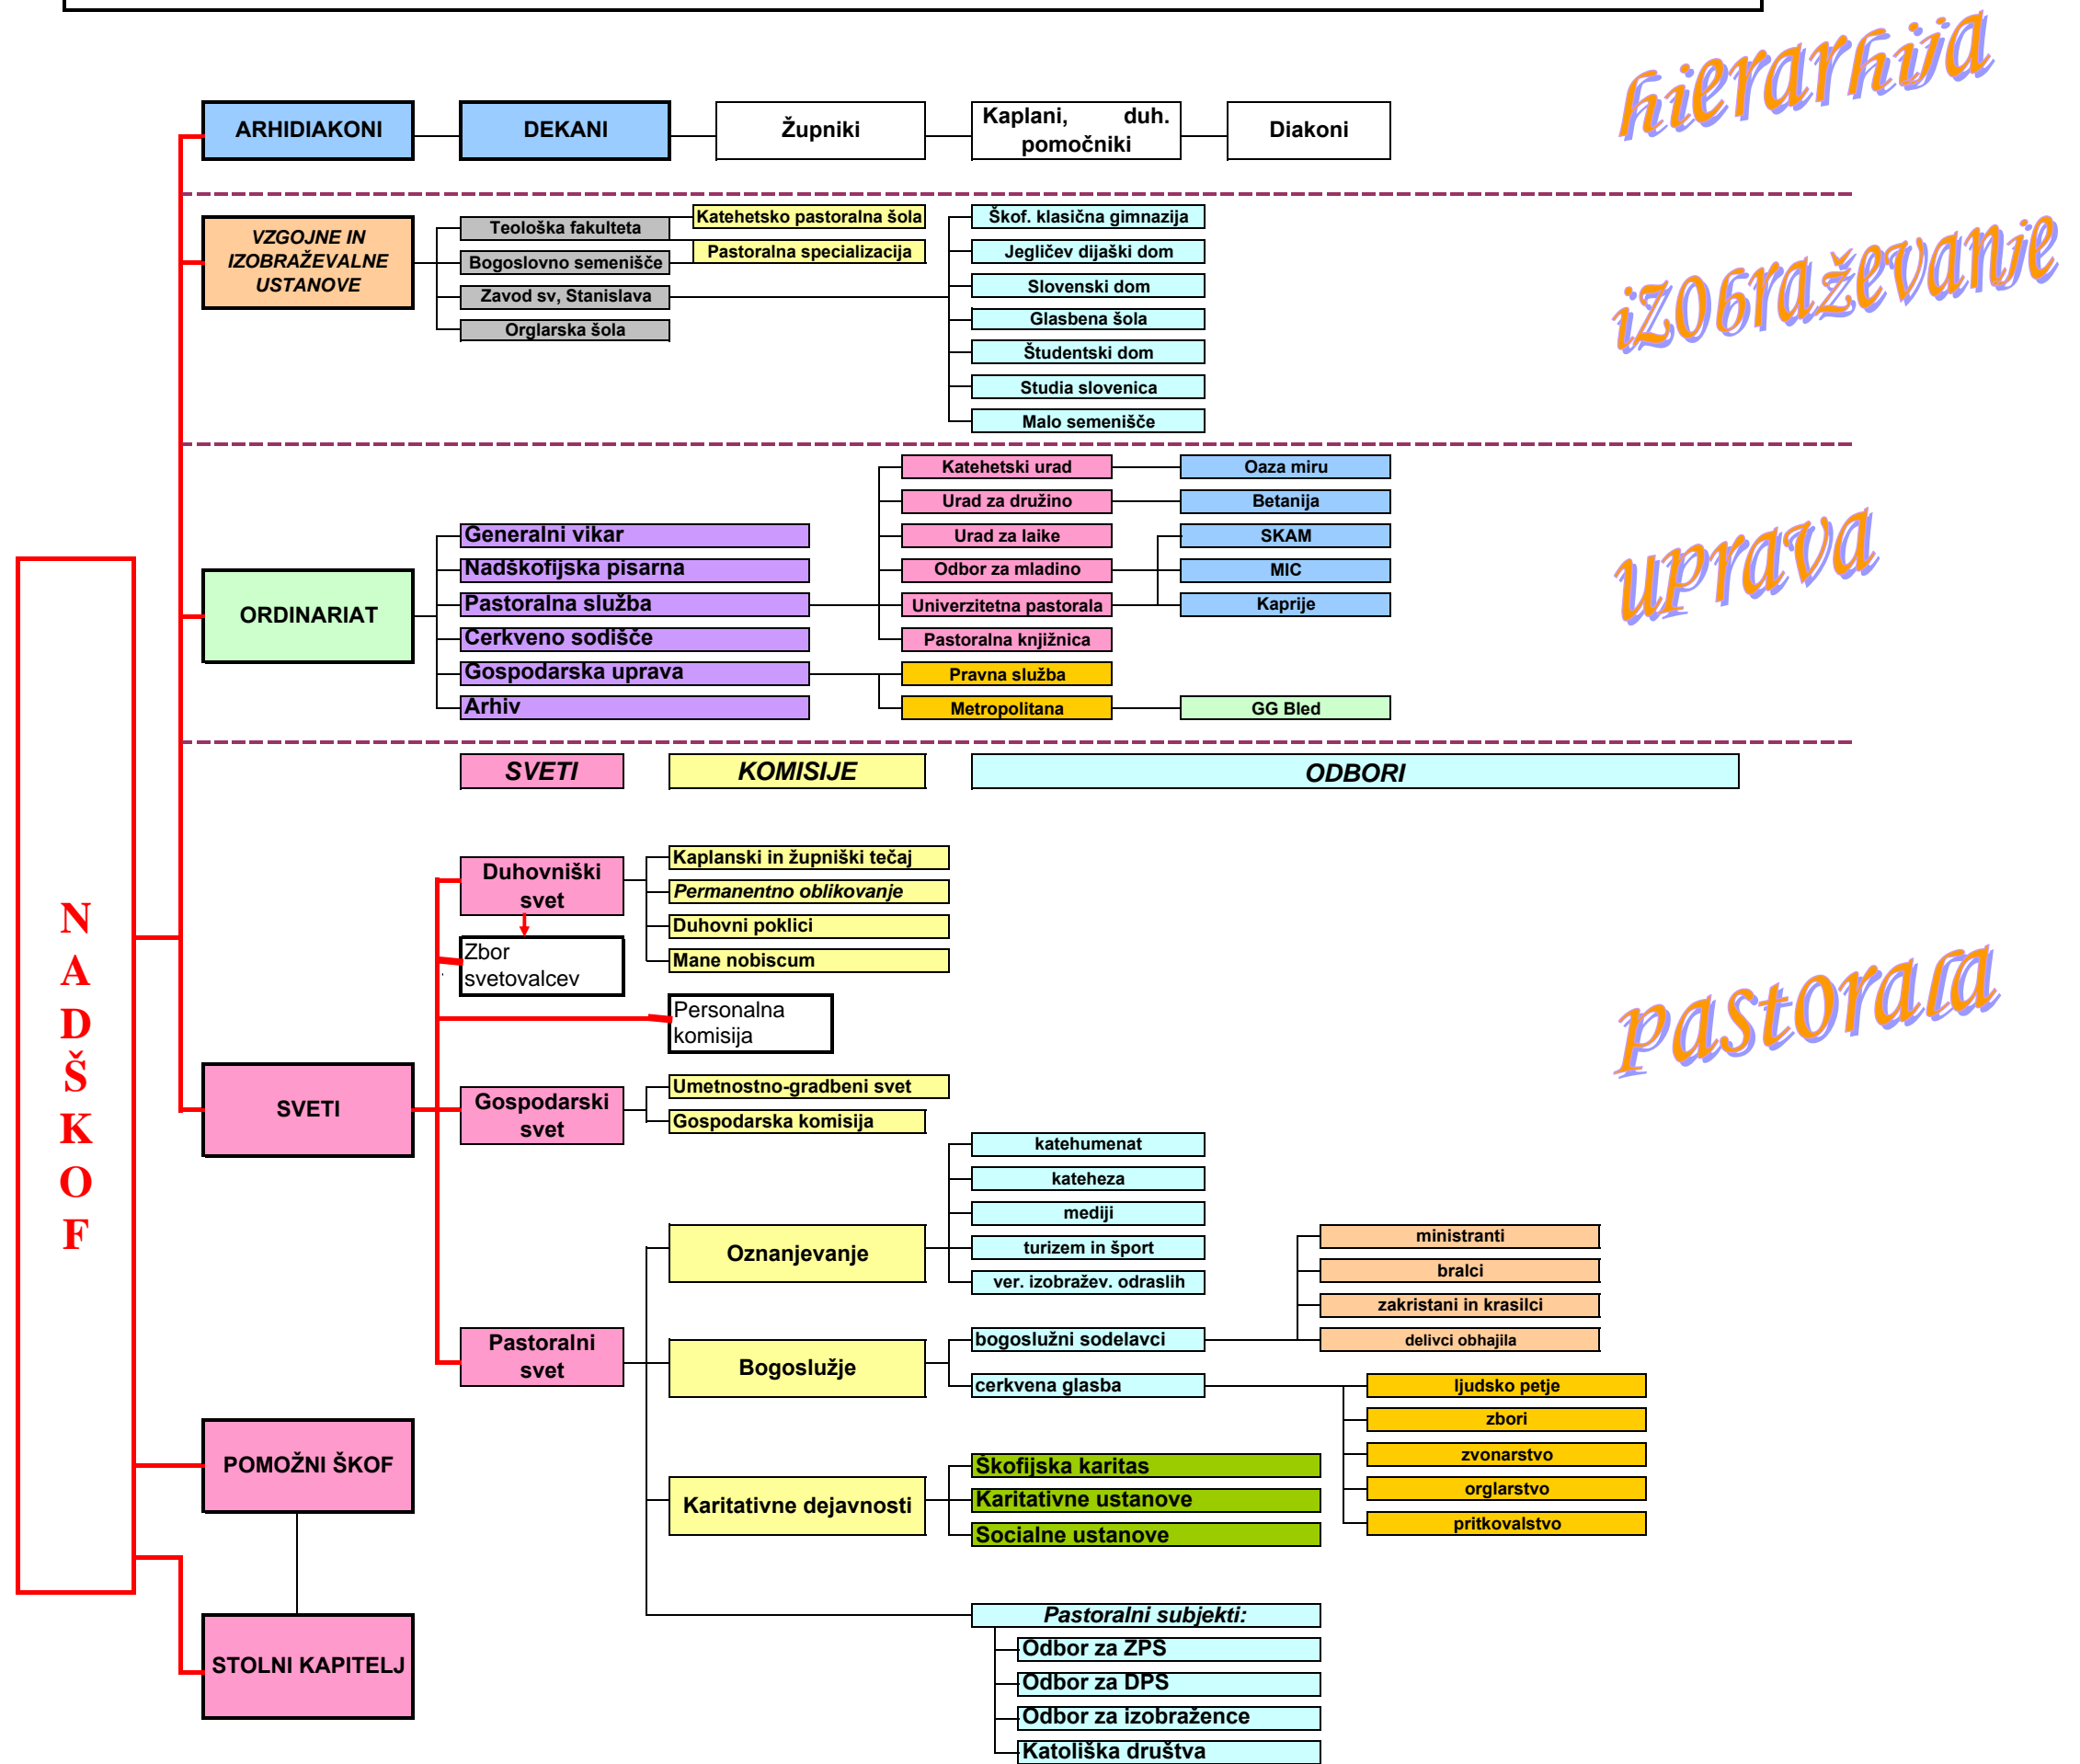 hierarhija
ARHIDIAKONI
DEKANI
Župniki
Kaplani, duh.
pomočniki
Diakoni
izobraževanje
VZGOJNE IN
IZOBRAŽEVALNE
USTANOVE
Teološka fakulteta
Bogoslovno semenišče
Zavod sv, Stanislava
Orglarska šola
Katehetsko pastoralna šola
Pastoralna specializacija
Škof. klasična gimnazija
Jegličev dijaški dom
Slovenski dom
Glasbena šola
Študentski dom
Studia slovenica
Malo semenišče
uprava
ORDINARIAT
Generalni vikar
Nadškofijska pisarna
Pastoralna služba
Cerkveno sodišče
Gospodarska uprava
Arhiv
Katehetski urad
Urad za družino
Urad za laike
Odbor za mladino
Univerzitetna pastorala
Pastoralna knjižnica
Pravna služba
Metropolitana
Oaza miru
Betanija
SKAM
MIC
Kaprije
GG Bled
SVETI
KOMISIJE
ODBORI
pastorala
N
A
D
Š
K
O
F
SVETI
Duhovniški
svet
Zbor
svetovalcev
Kaplanski in župniški tečaj
Permanentno oblikovanje
Duhovni poklici
Mane nobiscum
Personalna
komisija
Gospodarski
svet
Umetnostno-gradbeni svet
Gospodarska komisija
Pastoralni
svet
Oznanjevanje
katehumenat
kateheza
mediji
turizem in šport
ver. izobražev. odraslih
Bogoslužje
bogoslužni sodelavci
cerkvena glasba
ministranti
bralci
zakristani in krasilci
delivci obhajila
ljudsko petje
zbori
zvonarstvo
orglarstvo
pritkovalstvo
Karitativne dejavnosti
Škofijska karitas
Karitativne ustanove
Socialne ustanove
Pastoralni subjekti:
Odbor za ZPS
Odbor za DPS
Odbor za izobražence
Katoliška društva
POMOŽNI ŠKOF
STOLNI KAPITELJ